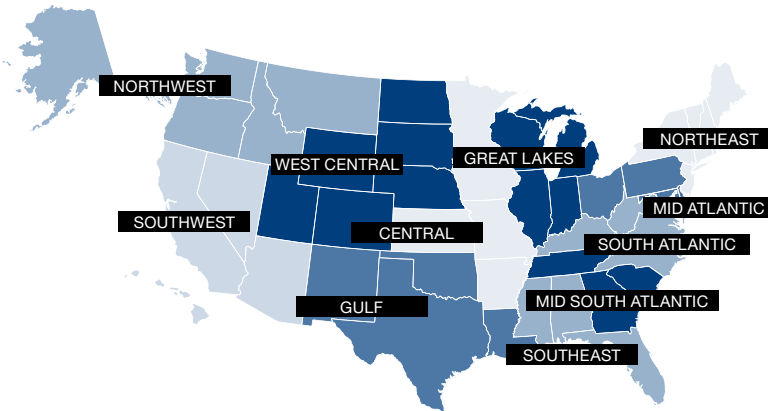 NORTHWEST
NORTHEAST
WEST CENTRAL
GREAT LAKES
MID ATLANTIC
SOUTHWEST
CENTRAL
SOUTH ATLANTIC
GULF
MID SOUTH ATLANTIC
SOUTHEAST